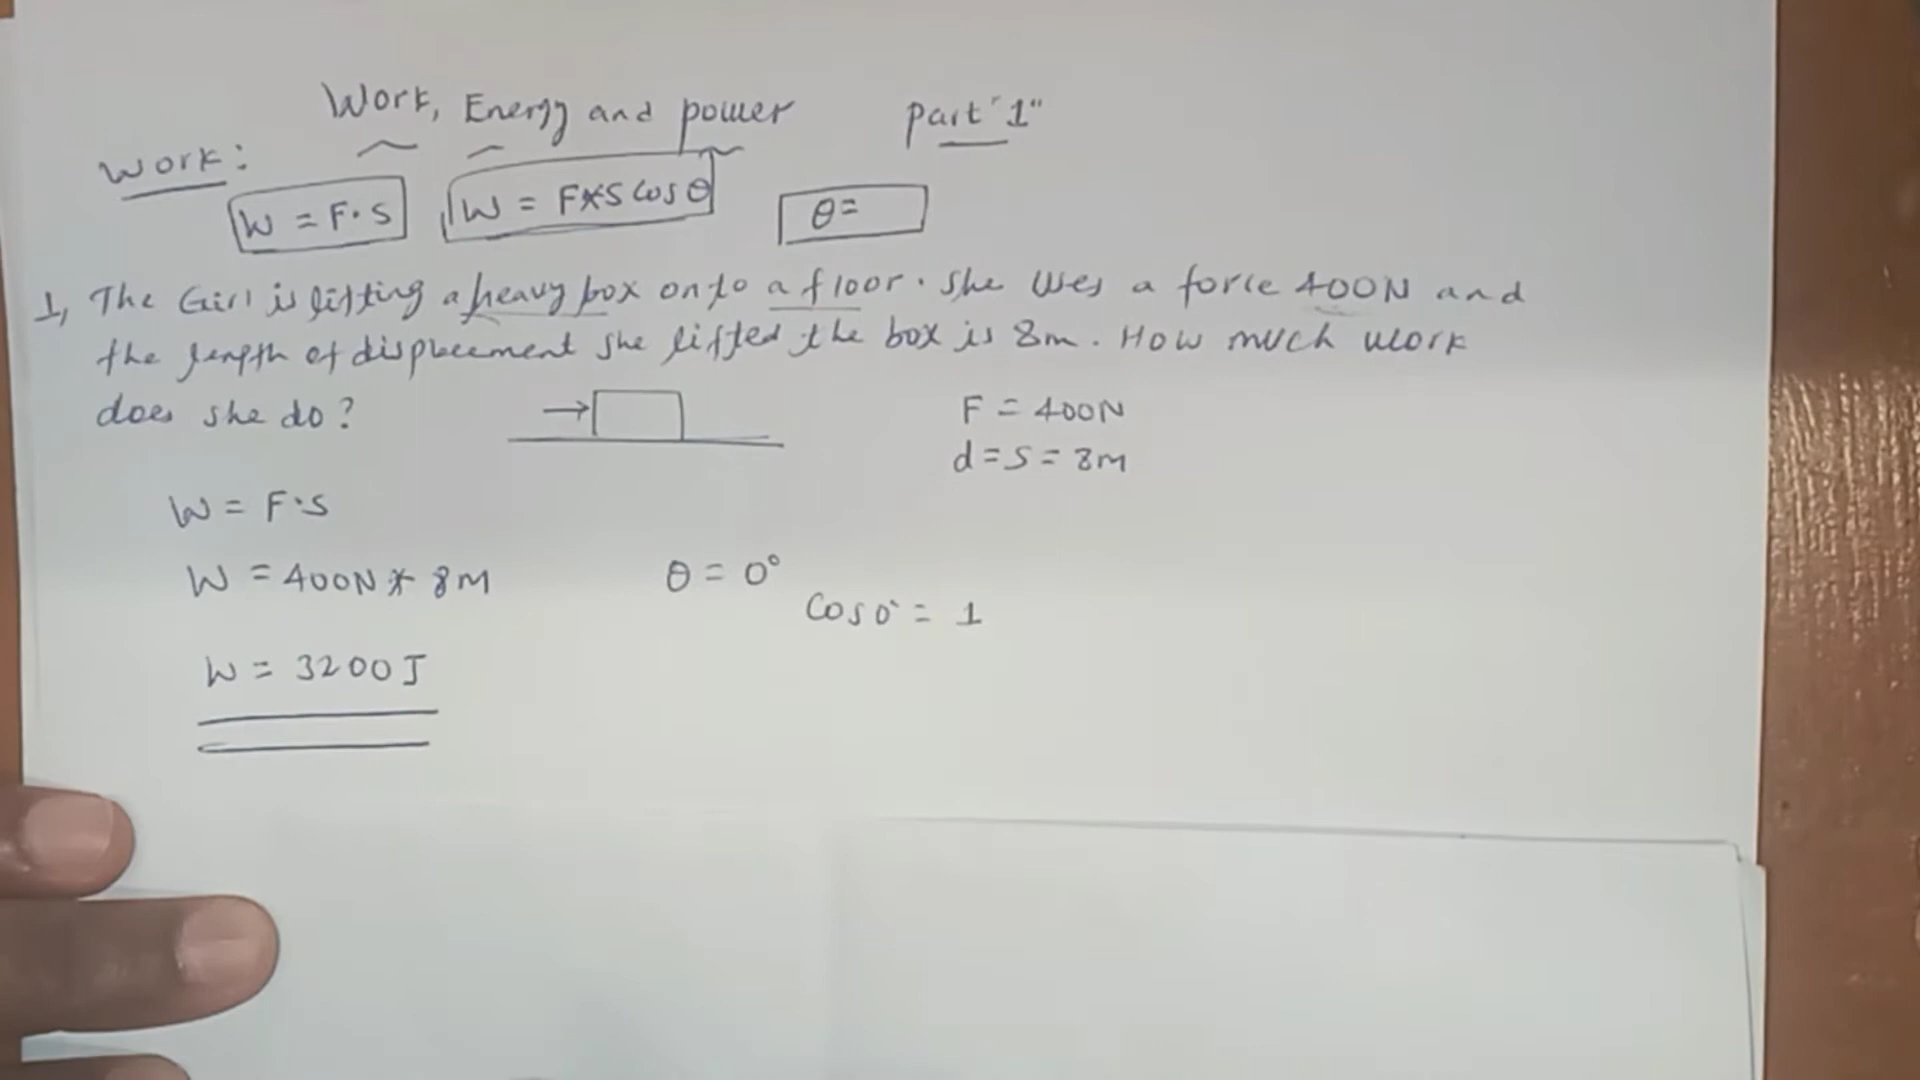 Work, Energy and power Part "1"
Work:
W = F·S W = F*S Cos θ θ =
1, The Girl is lifting a heavy box onto a floor. She Uses a force 400N and
the length of displacement she lifted the box is 8m. How much work
does she do?
F = 400N
d = S = 8m
W = F·S
W = 400N * 8M θ = 0°
Cos 0° = 1
W = 3200J